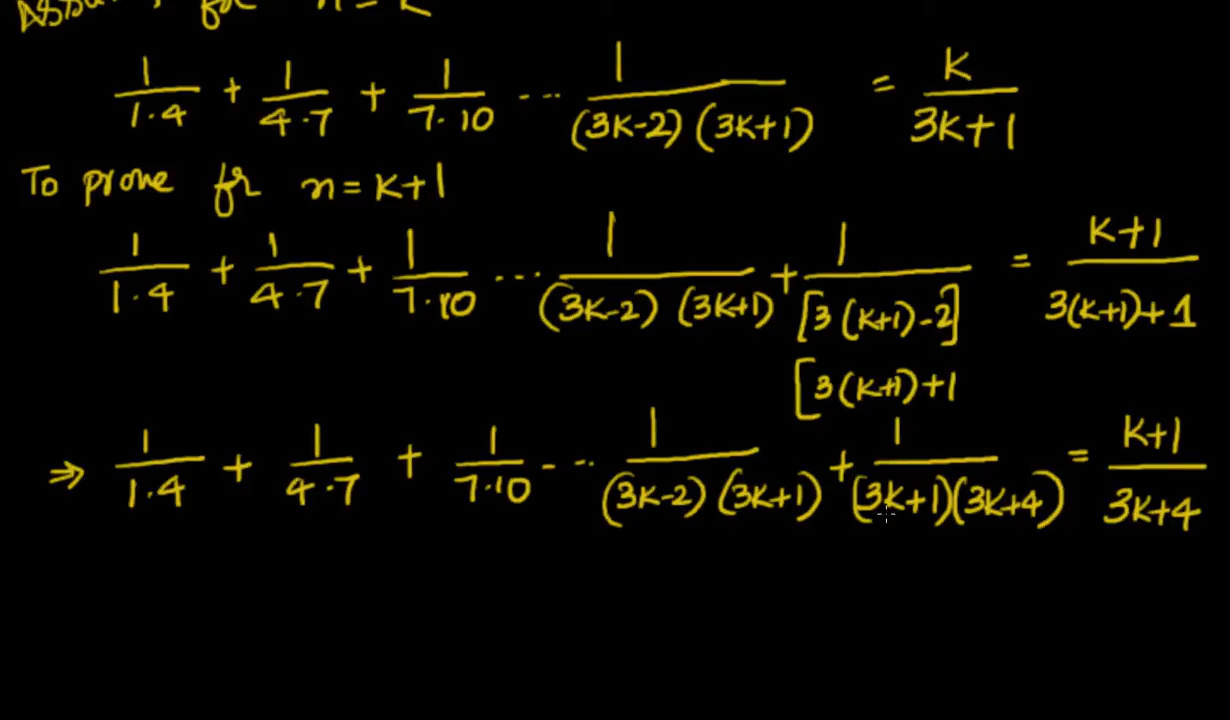 Assume for n = k
1/(1·4) + 1/(4·7) + 1/(7·10) ... 1/((3k-2)(3k+1)) = k/(3k+1)
To prove fr n = k+1
1/(1·4) + 1/(4·7) + 1/(7·10) ... 1/((3k-2)(3k+1)) + 1/([3(k+1)-2] [3(k+1)+1) = (k+1)/(3(k+1)+1)
⇒ 1/(1·4) + 1/(4·7) + 1/(7·10) - ... 1/((3k-2)(3k+1)) + 1/((3k+1)(3k+4)) = (k+1)/(3k+4)